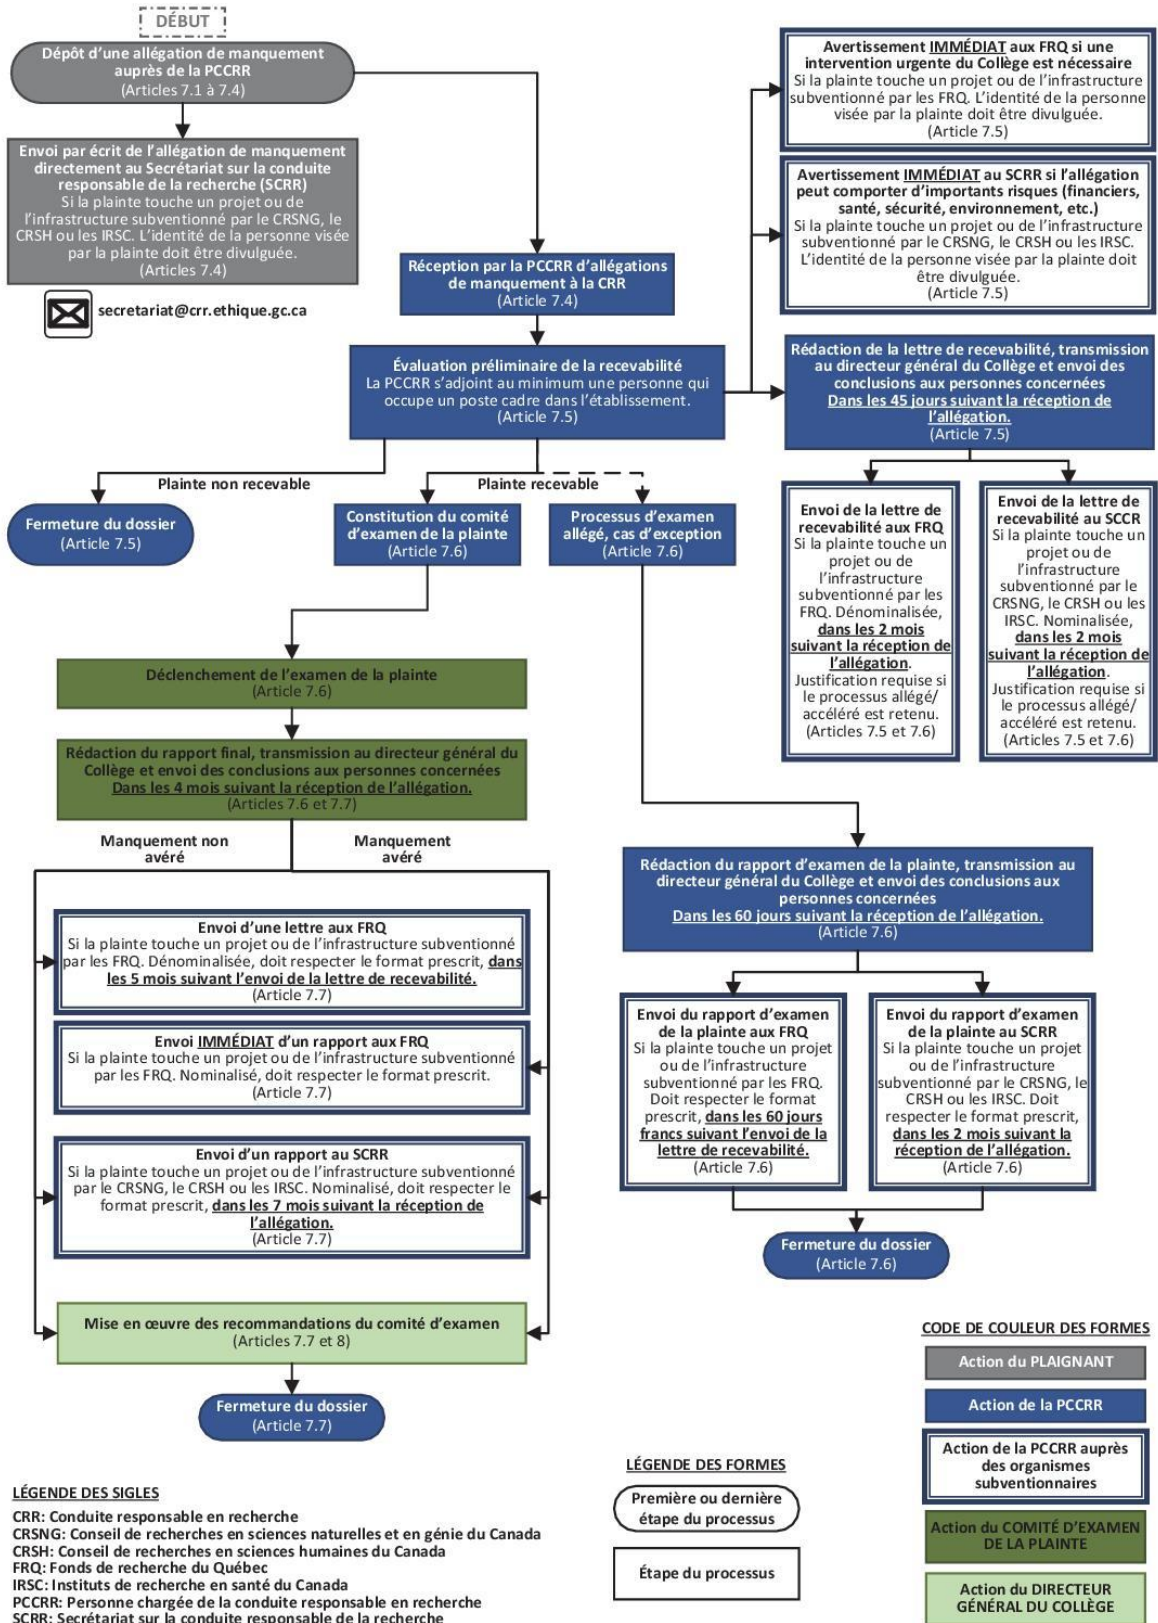 DÉBUT
Dépôt d'une allégation de manquement
auprès de la PCCRR
(Articles 7.1 à 7.4)
Envoi par écrit de l'allégation de manquement
directement au Secrétariat sur la conduite
responsable de la recherche (SCRR)
Si la plainte touche un projet ou de
l'infrastructure subventionné par le CRSNG, le
CRSH ou les IRSC. L'identité de la personne visée
par la plainte doit être divulguée.
(Articles 7.4)
secretariat@crr.ethique.gc.ca
Réception par la PCCRR d'allégations
de manquement à la CRR
(Article 7.4)
Évaluation préliminaire de la recevabilité
La PCCRR s'adjoint au minimum une personne qui
occupe un poste cadre dans l'établissement.
(Article 7.5)
Avertissement IMMÉDIAT aux FRQ si une
intervention urgente du Collège est nécessaire
Si la plainte touche un projet ou de l'infrastructure
subventionné par les FRQ. L'identité de la personne
visée par la plainte doit être divulguée.
(Article 7.5)
Avertissement IMMÉDIAT au SCRR si l'allégation
peut comporter d'importants risques (financiers,
santé, sécurité, environnement, etc.)
Si la plainte touche un projet ou de l'infrastructure
subventionné par le CRSNG, le CRSH ou les IRSC.
L'identité de la personne visée par la plainte doit
être divulguée.
(Article 7.5)
Rédaction de la lettre de recevabilité, transmission
au directeur général du Collège et envoi des
conclusions aux personnes concernées
Dans les 45 jours suivant la réception de
l'allégation.
(Article 7.5)
Plainte non recevable
Plainte recevable
Fermeture du dossier
(Article 7.5)
Constitution du comité
d'examen de la plainte
(Article 7.6)
Processus d'examen
allégé, cas d'exception
(Article 7.6)
Envoi de la lettre de
recevabilité aux FRQ
Si la plainte touche un
projet ou de
l'infrastructure
subventionné par les
FRQ. Dénominalisée,
dans les 2 mois
suivant la réception de
l'allégation.
Justification requise si
le processus allégé/
accéléré est retenu.
(Articles 7.5 et 7.6)
Envoi de la lettre de
recevabilité au SCCR
Si la plainte touche un
projet ou de
l'infrastructure
subventionné par le
CRSNG, le CRSH ou les
IRSC. Nominalisée,
dans les 2 mois
suivant la réception de
l'allégation.
Justification requise si
le processus allégé/
accéléré est retenu.
(Articles 7.5 et 7.6)
Déclenchement de l'examen de la plainte
(Article 7.6)
Rédaction du rapport final, transmission au directeur général du
Collège et envoi des conclusions aux personnes concernées
Dans les 4 mois suivant la réception de l'allégation.
(Articles 7.6 et 7.7)
Manquement non
avéré
Manquement
avéré
Envoi d'une lettre aux FRQ
Si la plainte touche un projet ou de l'infrastructure subventionné
par les FRQ. Dénominalisée, doit respecter le format prescrit, dans
les 5 mois suivant l'envoi de la lettre de recevabilité.
(Article 7.7)
Envoi IMMÉDIAT d'un rapport aux FRQ
Si la plainte touche un projet ou de l'infrastructure subventionné
par les FRQ. Nominalisé, doit respecter le format prescrit.
(Article 7.7)
Envoi d'un rapport au SCRR
Si la plainte touche un projet ou de l'infrastructure subventionné
par le CRSNG, le CRSH ou les IRSC. Nominalisé, doit respecter le
format prescrit, dans les 7 mois suivant la réception de
l'allégation.
(Article 7.7)
Mise en œuvre des recommandations du comité d'examen
(Articles 7.7 et 8)
Fermeture du dossier
(Article 7.7)
Rédaction du rapport d'examen de la plainte, transmission au
directeur général du Collège et envoi des conclusions aux
personnes concernées
Dans les 60 jours suivant la réception de l'allégation.
(Article 7.6)
Envoi du rapport d'examen
de la plainte aux FRQ
Si la plainte touche un projet
ou de l'infrastructure
subventionné par les FRQ.
Doit respecter le format
prescrit, dans les 60 jours
francs suivant l'envoi de la
lettre de recevabilité.
(Article 7.6)
Envoi du rapport d'examen
de la plainte au SCRR
Si la plainte touche un projet
ou de l'infrastructure
subventionné par le CRSNG, le
CRSH ou les IRSC. Doit
respecter le format prescrit,
dans les 2 mois suivant la
réception de l'allégation.
(Article 7.6)
Fermeture du dossier
(Article 7.6)
CODE DE COULEUR DES FORMES
Action du PLAIGNANT
Action de la PCCRR
Action de la PCCRR auprès
des organismes
subventionnaires
Action du COMITÉ D'EXAMEN
DE LA PLAINTE
Action du DIRECTEUR
GÉNÉRAL DU COLLÈGE
LÉGENDE DES FORMES
Première ou dernière
étape du processus
Étape du processus
LÉGENDE DES SIGLES
CRR: Conduite responsable en recherche
CRSNG: Conseil de recherches en sciences naturelles et en génie du Canada
CRSH: Conseil de recherches en sciences humaines du Canada
FRQ: Fonds de recherche du Québec
IRSC: Instituts de recherche en santé du Canada
PCCRR: Personne chargée de la conduite responsable en recherche
SCRR: Secrétariat sur la conduite responsable de la recherche